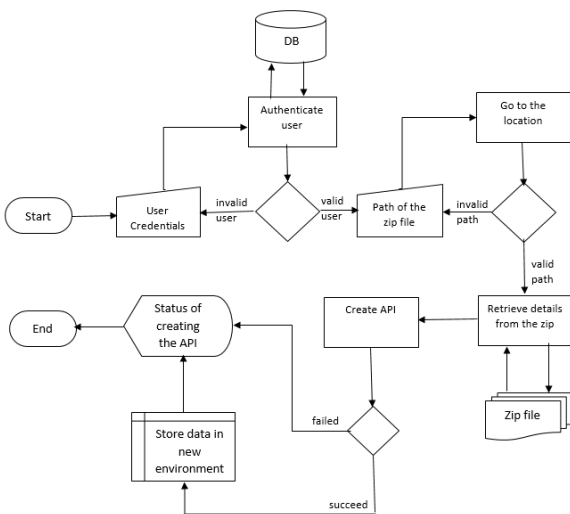 DB
Authenticate
user
Go to the
location
Start
User
Credentials
invalid
user
valid
user
Path of the
zip file
invalid
path
valid
path
End
Status of
creating
the API
Create API
Retrieve details
from the zip
Zip file
failed
Store data in
new
environment
succeed